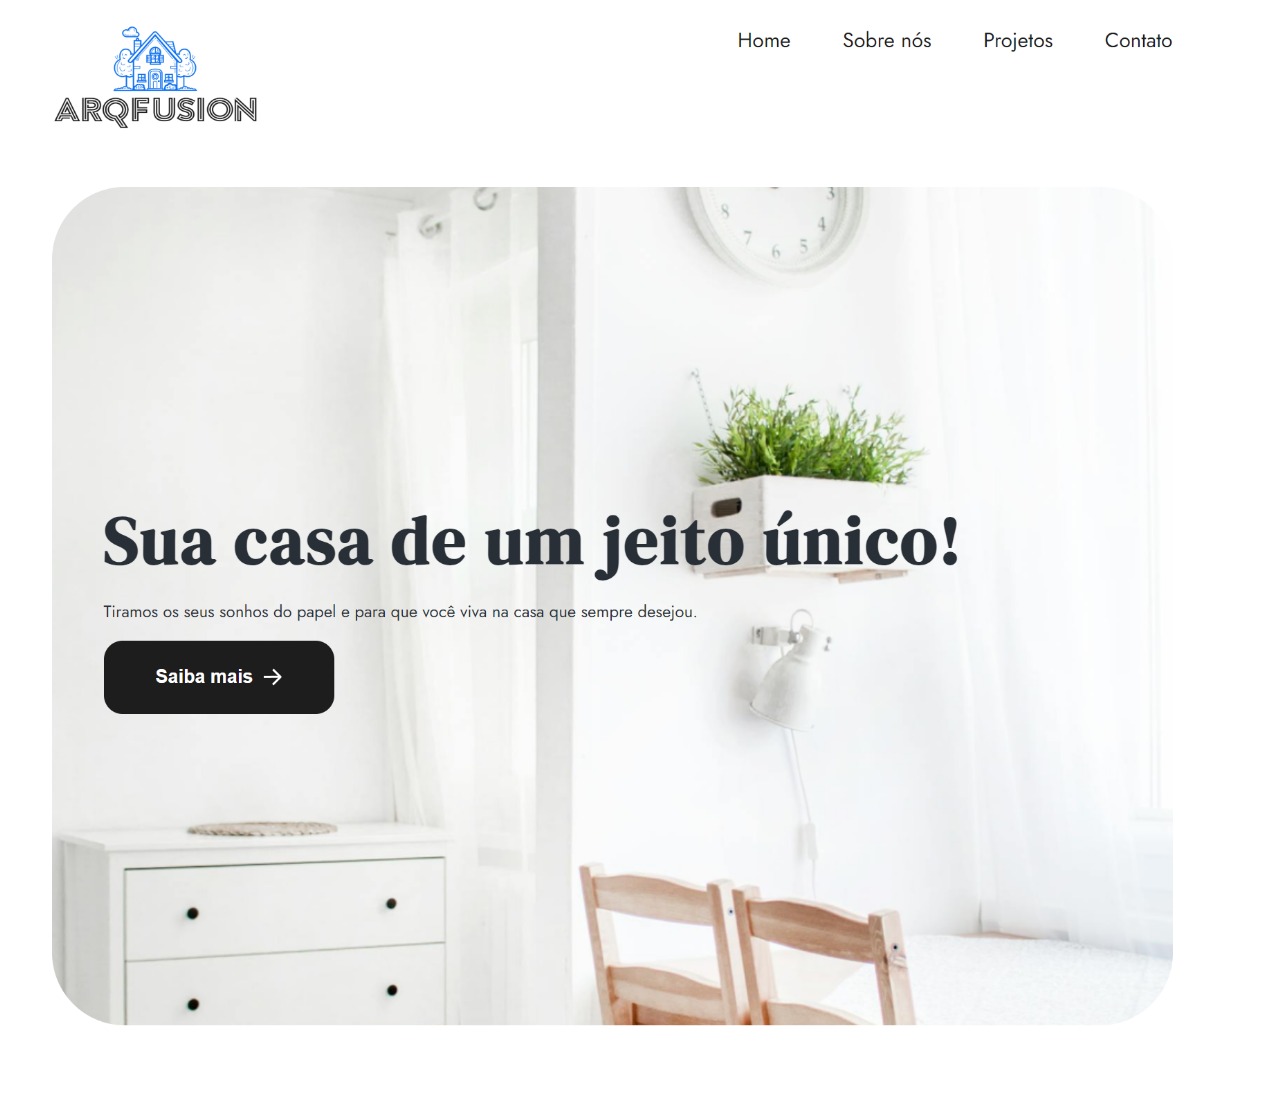 ARQFUSION
Home Sobre nós Projetos Contato
8 7 6 5 4 3
Sua casa de um jeito único!
Tiramos os seus sonhos do papel e para que você viva na casa que sempre desejou.
Saiba mais →